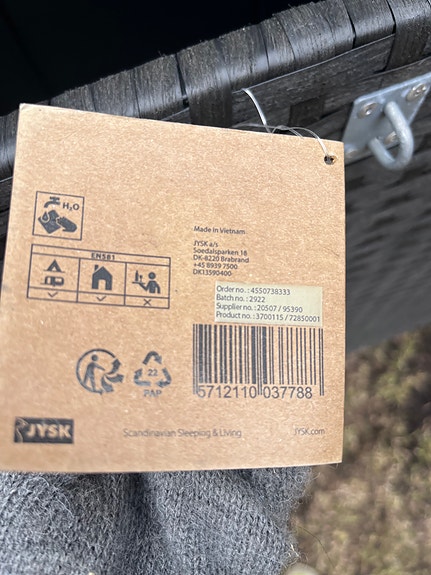 H₂O
EN581
Made in Vietnam
JYSK a/s
Soedalsparken 18
DK-8220 Brabrand
+45 8939 7500
DK13590400
Order no.: 4550738333
Batch no.: 2922
Supplier no.: 20507 / 95390
Product no.: 3700115 / 72850001
5712110 037788
22
PAP
JYSK
Scandinavian Sleeping & Living
JYSK.com